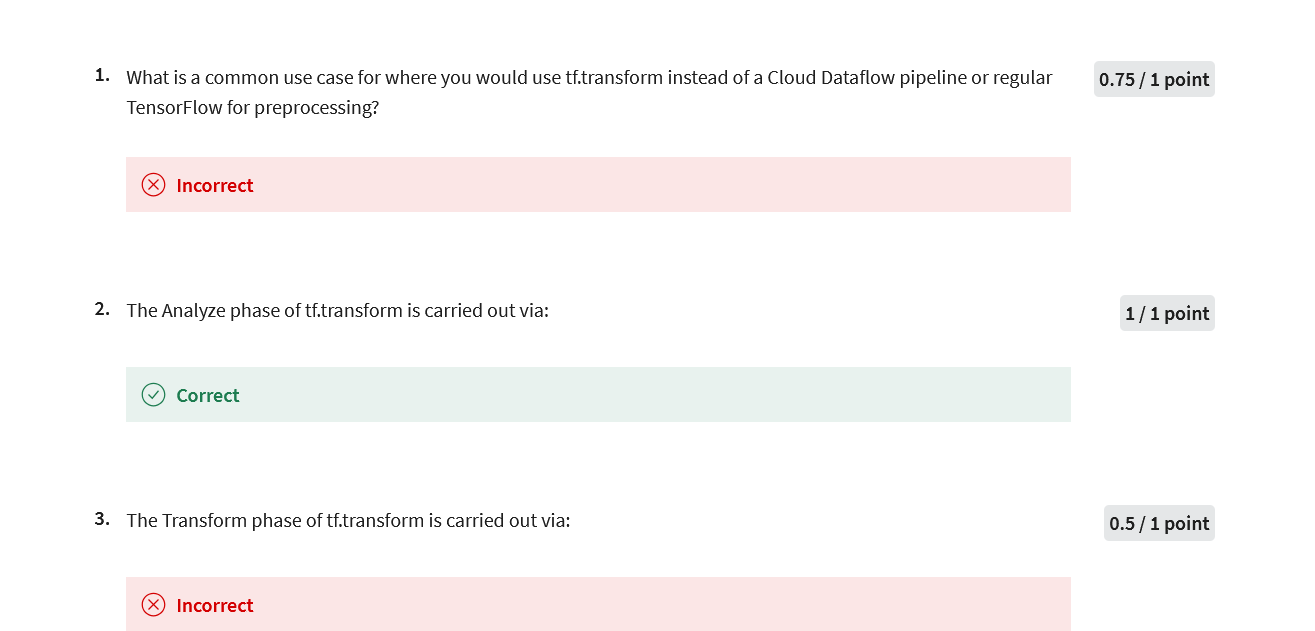 1. What is a common use case for where you would use tf.transform instead of a Cloud Dataflow pipeline or regular 0.75 / 1 point
TensorFlow for preprocessing?
Incorrect
2. The Analyze phase of tf.transform is carried out via: 1 / 1 point
Correct
3. The Transform phase of tf.transform is carried out via: 0.5 / 1 point
Incorrect